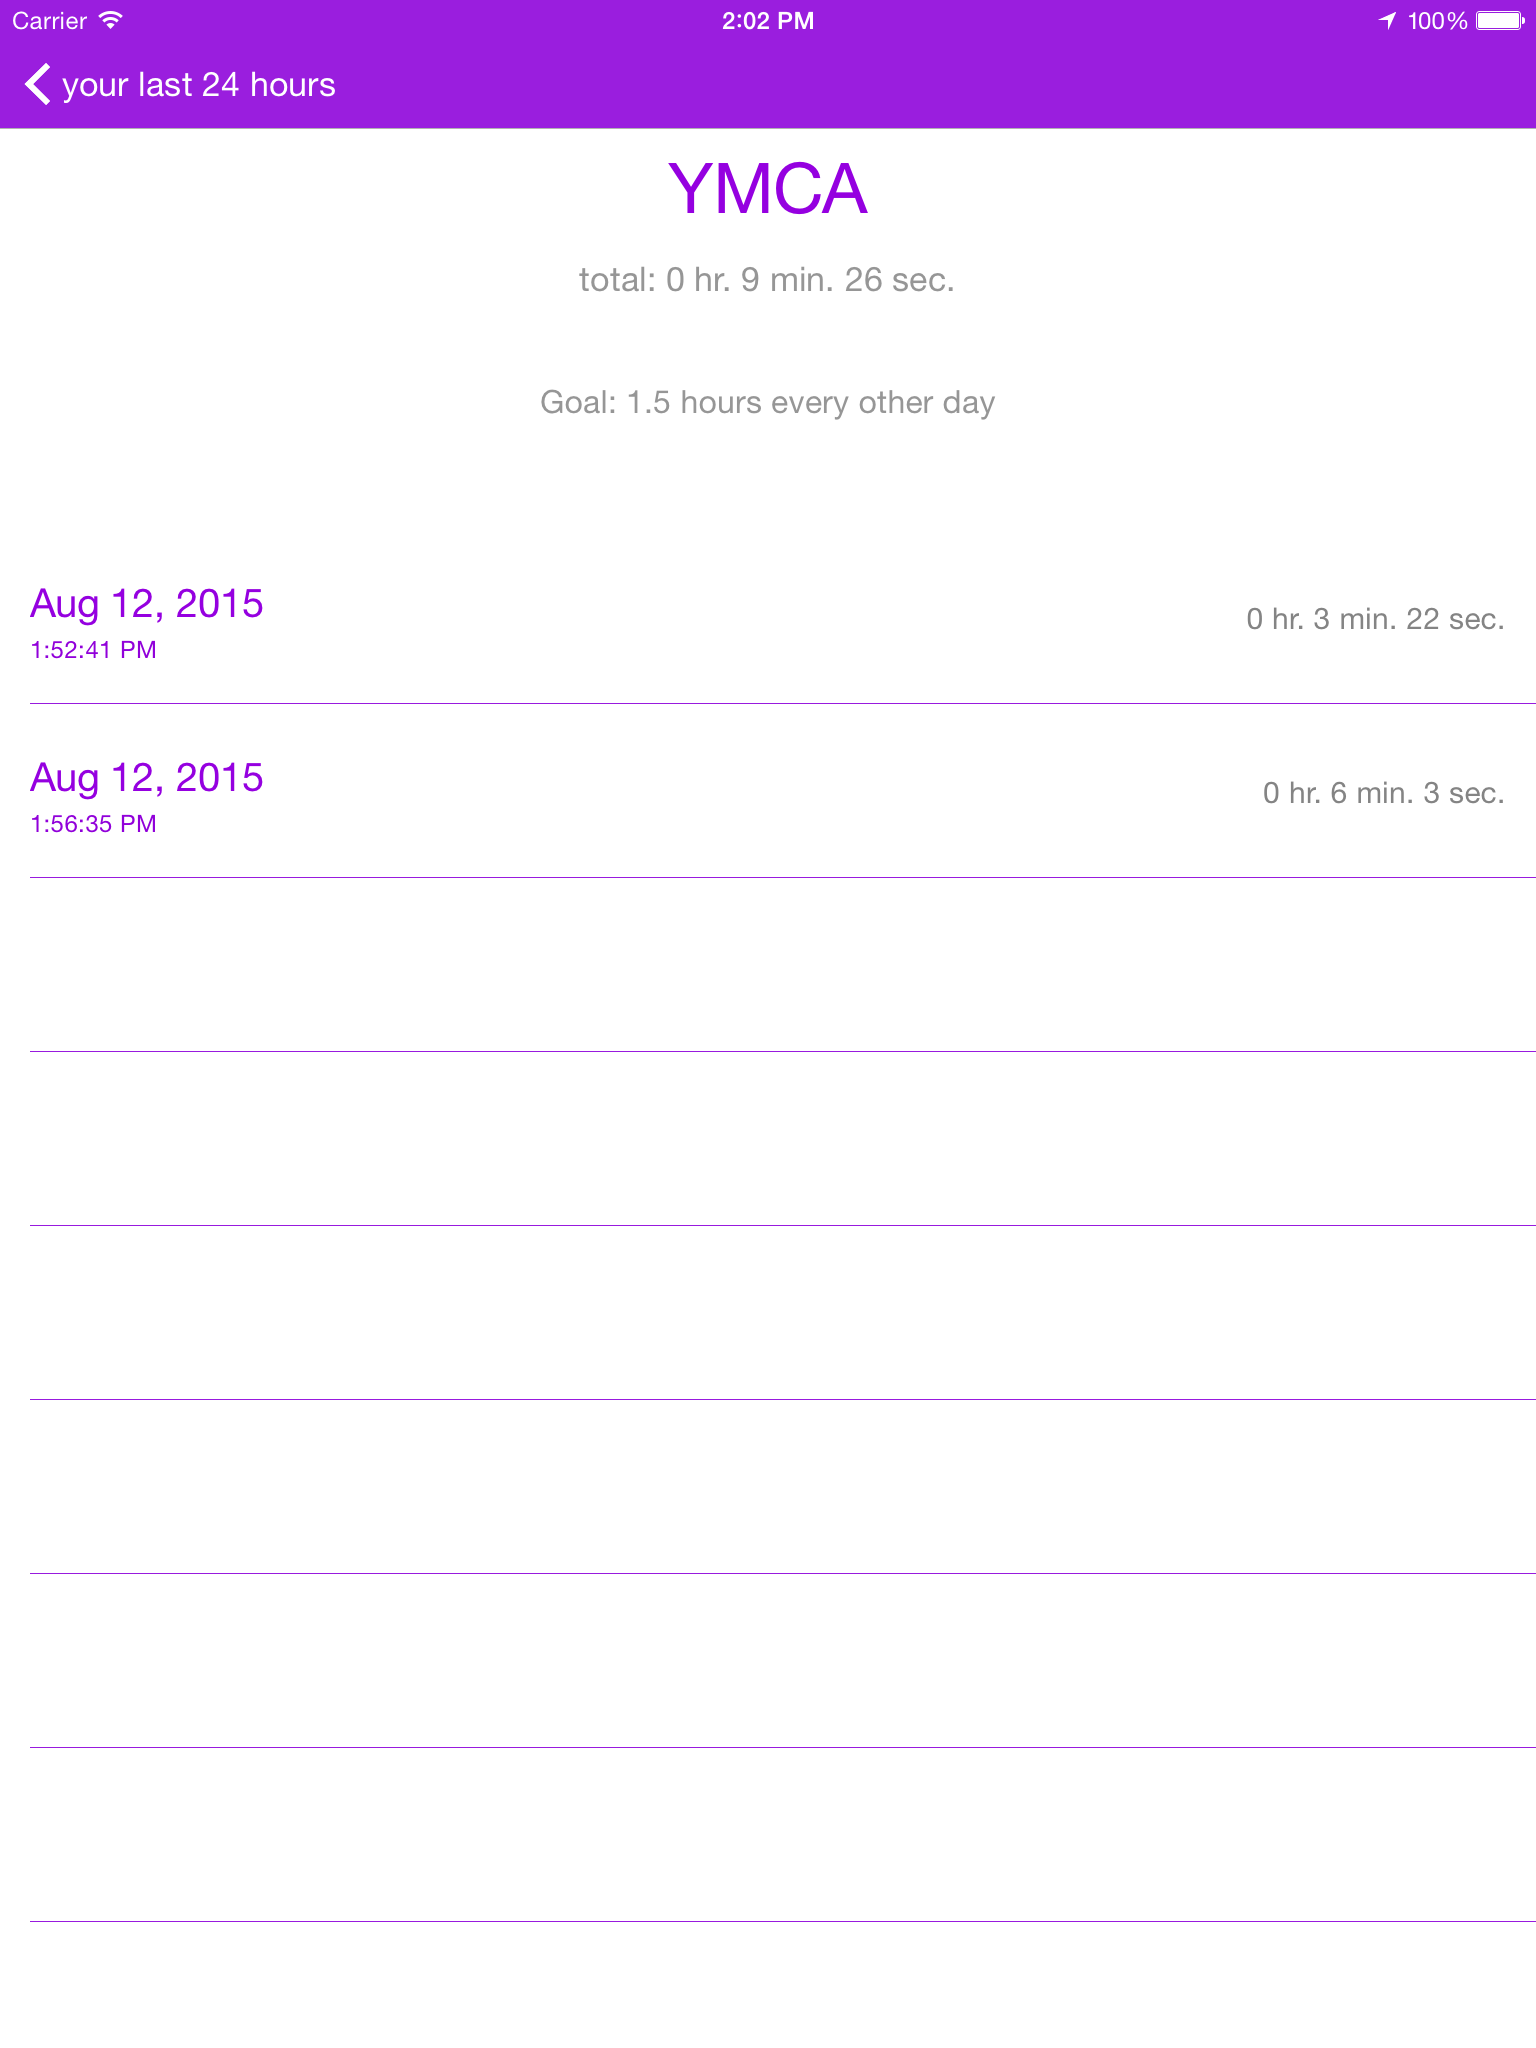 Carrier 2:02 PM 100%
your last 24 hours
YMCA
total: 0 hr. 9 min. 26 sec.
Goal: 1.5 hours every other day
Aug 12, 2015
0 hr. 3 min. 22 sec.
1:52:41 PM
Aug 12, 2015
0 hr. 6 min. 3 sec.
1:56:35 PM